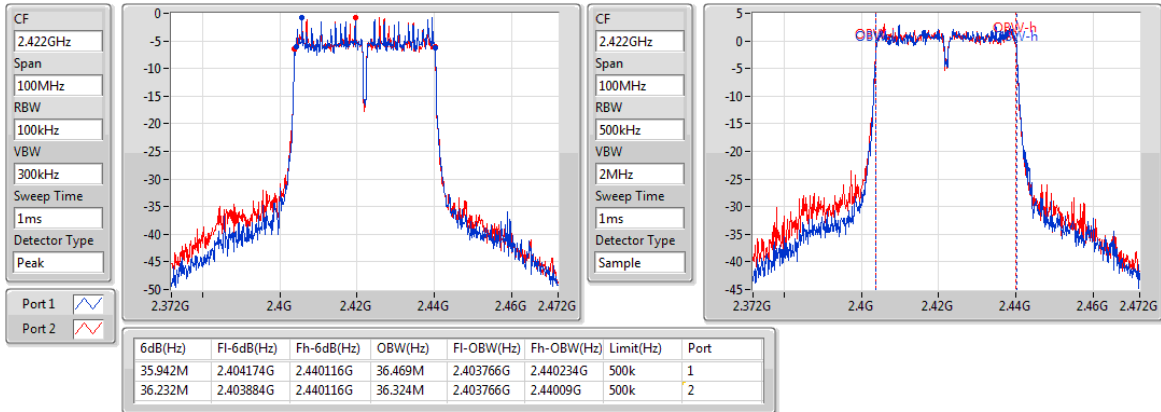 CF
2.422GHz
Span
100MHz
RBW
100kHz
VBW
300kHz
Sweep Time
1ms
Detector Type
Peak
Port 1
Port 2
0-
-5-
-10-
-15-
-20-
-25-
-30-
-35-
-40-
-45-
-50-
2.372G 2.4G 2.42G 2.44G 2.46G 2.472G
CF
2.422GHz
Span
100MHz
RBW
500kHz
VBW
2MHz
Sweep Time
1ms
Detector Type
Sample
5-
0-
-5-
-10-
-15-
-20-
-25-
-30-
-35-
-40-
-45-
OBW-h
2.372G 2.4G 2.42G 2.44G 2.46G 2.472G
6dB(Hz) Fl-6dB(Hz) Fh-6dB(Hz) OBW(Hz) Fl-OBW(Hz) Fh-OBW(Hz) Limit(Hz) Port
35.942M 2.404174G 2.440116G 36.469M 2.403766G 2.440234G 500k 1
36.232M 2.403884G 2.440116G 36.324M 2.403766G 2.44009G 500k 2